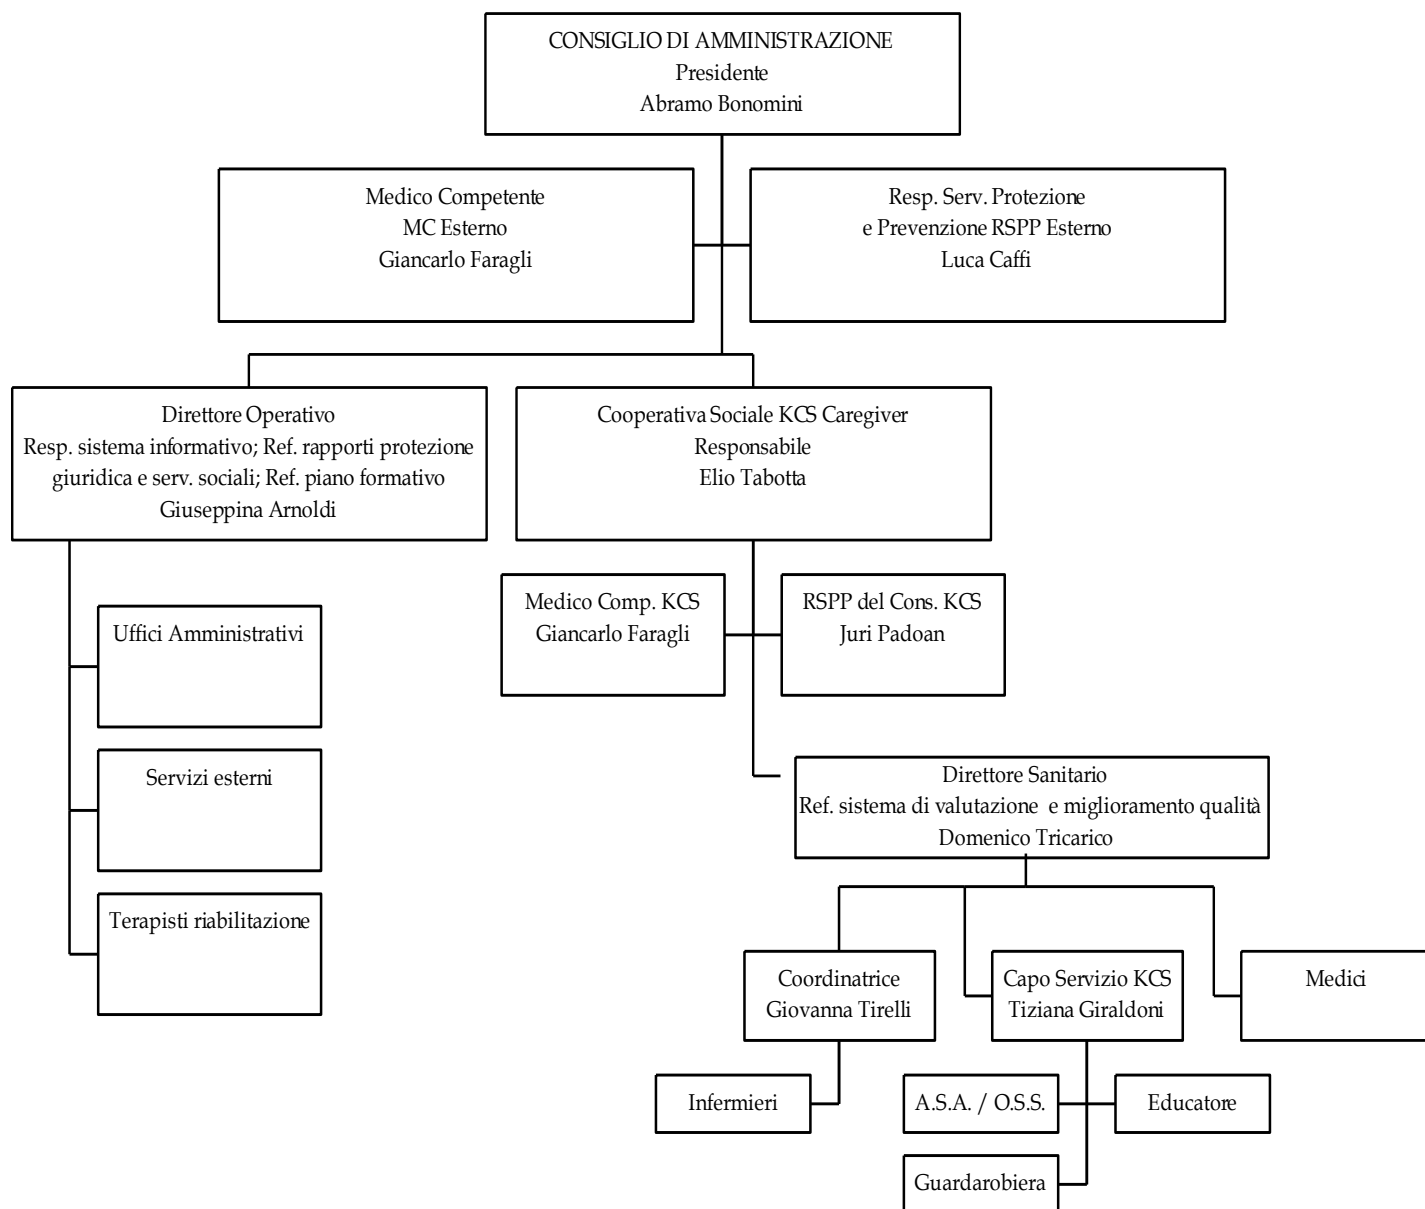 CONSIGLIO DI AMMINISTRAZIONE
Presidente
Abramo Bonomini
Medico Competente
MC Esterno
Giancarlo Faragli
Resp. Serv. Protezione
e Prevenzione RSPP Esterno
Luca Caffi
Direttore Operativo
Resp. sistema informativo; Ref. rapporti protezione
giuridica e serv. sociali; Ref. piano formativo
Giuseppina Arnoldi
Cooperativa Sociale KCS Caregiver
Responsabile
Elio Tabotta
Medico Comp. KCS
Giancarlo Faragli
RSPP del Cons. KCS
Juri Padoan
Uffici Amministrativi
Servizi esterni
Terapisti riabilitazione
Direttore Sanitario
Ref. sistema di valutazione e miglioramento qualità
Domenico Tricarico
Coordinatrice
Giovanna Tirelli
Capo Servizio KCS
Tiziana Giraldoni
Medici
Infermieri
A.S.A. / O.S.S.
Educatore
Guardarobiera